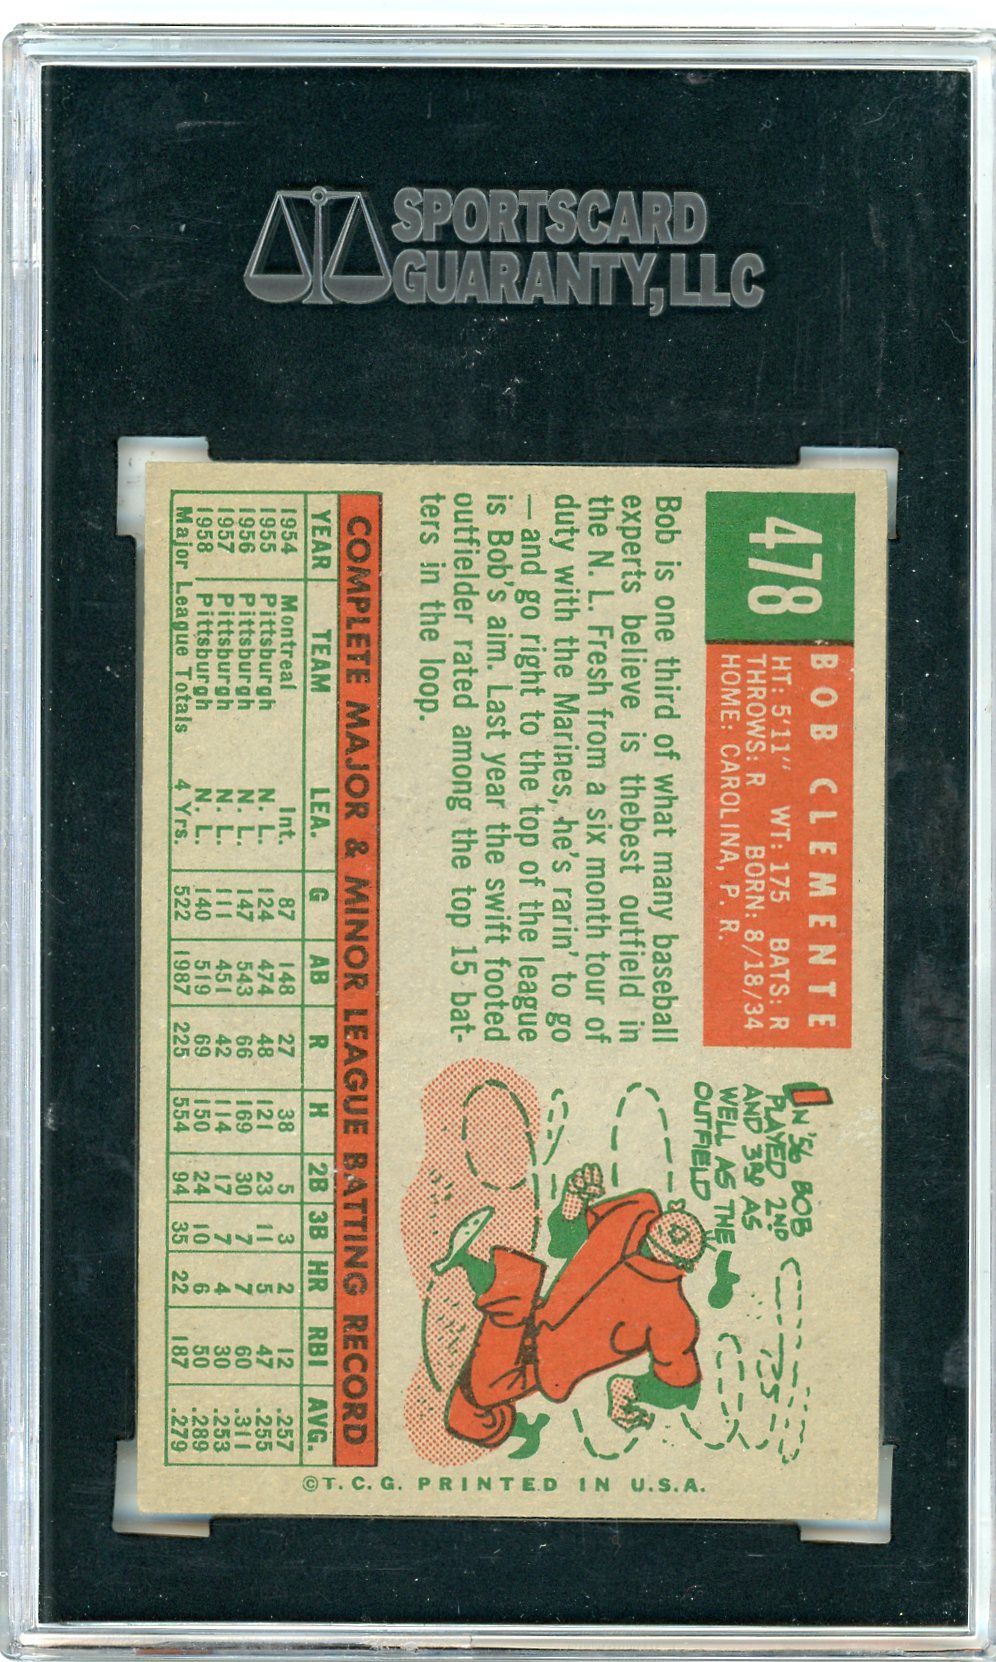 SPORTSCARD
GUARANTY, LLC
478
BOB CLEMENTE
HT: 5'11" WT: 175 BATS: R
THROWS: R BORN: 8/18/34
HOME: CAROLINA, P. R.
Bob is one third of what many baseball
experts believe is thebest outfield in
the N. L. Fresh from a six month tour of
duty with the Marines, he's rarin' to go
—and go right to the top of the league
is Bob's aim. Last year the swift footed
outfielder rated among the top 15 bat-
ters in the loop.
IN '56 BOB
PLAYED 2ND
AND 3RD AS
WELL AS THE
OUTFIELD
COMPLETE MAJOR & MINOR LEAGUE BATTING RECORD
YEAR TEAM LEA. G AB R H 2B 3B HR RBI AVG.
1954 Montreal Int. 87 148 27 38 5 3 2 12 .257
1955 Pittsburgh N. L. 124 474 48 121 23 11 5 47 .255
1956 Pittsburgh N. L. 147 543 66 169 30 7 7 60 .311
1957 Pittsburgh N. L. 111 451 42 114 17 7 4 30 .253
1958 Pittsburgh N. L. 140 519 69 150 24 10 6 50 .289
Major League Totals 4 Yrs. 522 1987 225 554 94 35 22 187 .279
©T. C. G. PRINTED IN U.S.A.